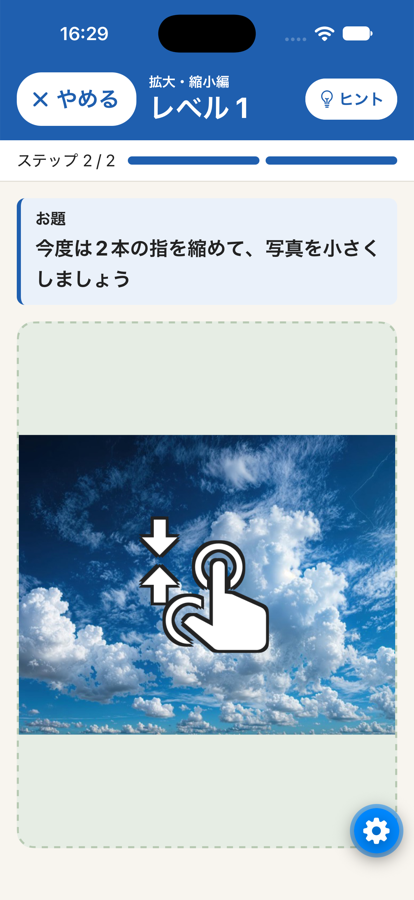 16:29
やめる
拡大・縮小編
レベル1
ヒント
ステップ 2 / 2
お題
今度は2本の指を縮めて、写真を小さく
しましょう